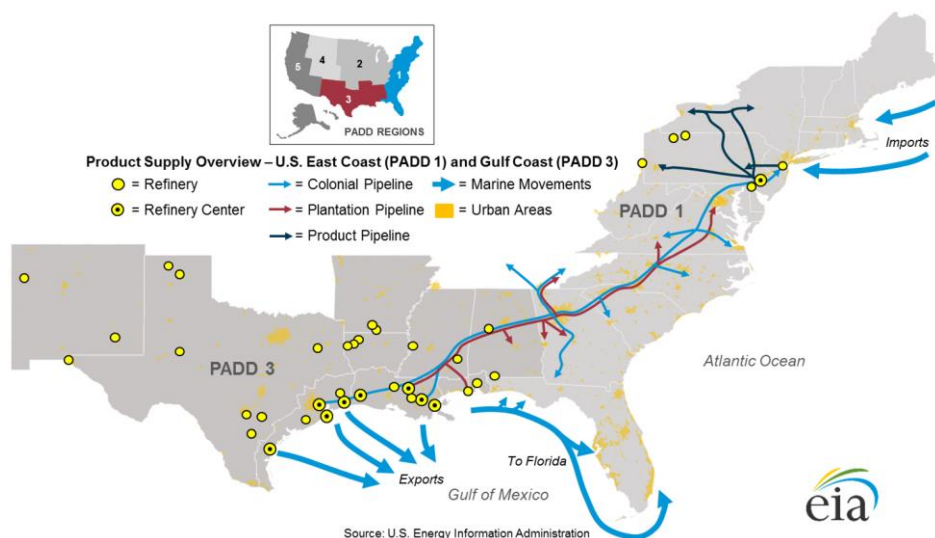 5
4
2
1
3
PADD REGIONS
Product Supply Overview – U.S. East Coast (PADD 1) and Gulf Coast (PADD 3)
= Refinery
= Colonial Pipeline
= Marine Movements
= Refinery Center
= Plantation Pipeline
= Urban Areas
= Product Pipeline
Imports
PADD 1
PADD 3
Atlantic Ocean
To Florida
Exports
Gulf of Mexico
eia
Source: U.S. Energy Information Administration